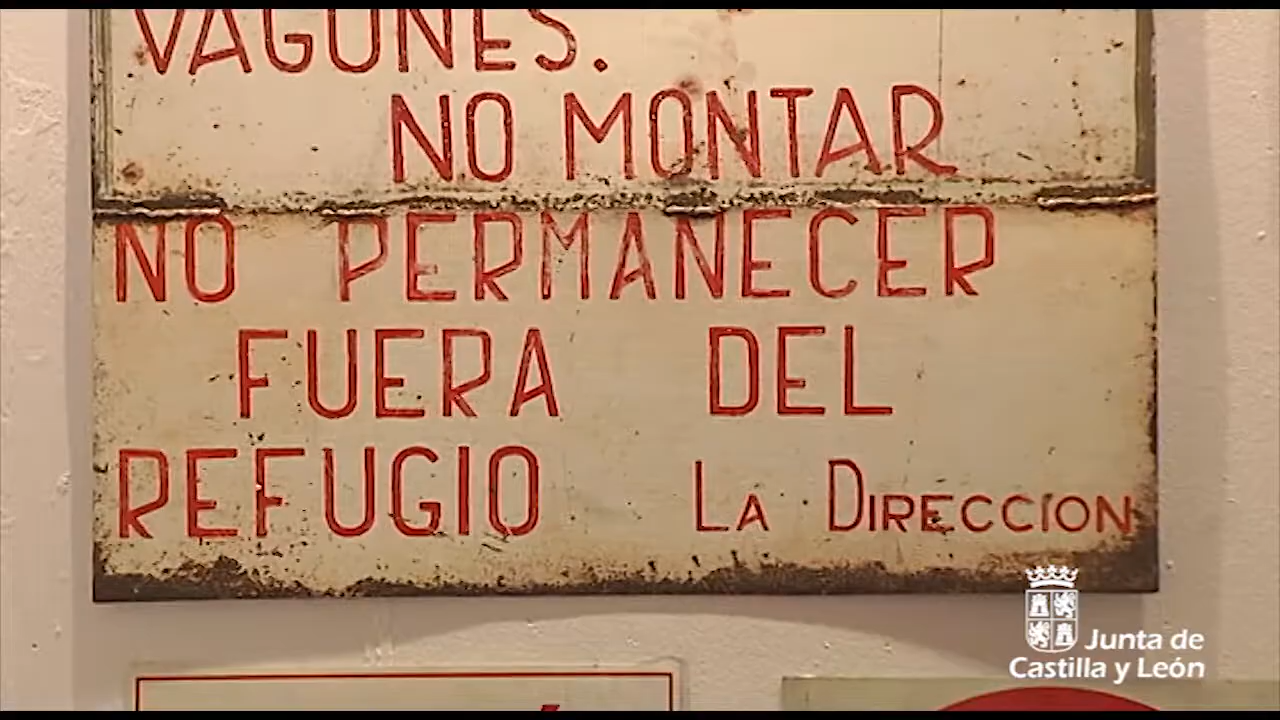 VAGONES.
NO MONTAR
NO PERMANECER
FUERA DEL
REFUGIO LA DIRECCION
Junta de
Castilla y León